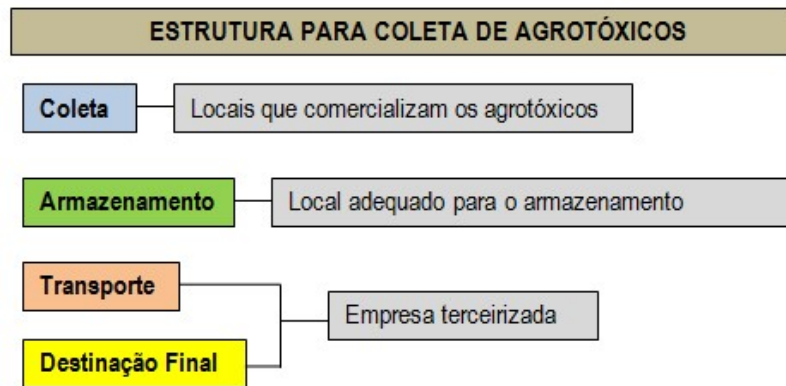 ESTRUTURA PARA COLETA DE AGROTÓXICOS
Coleta
Locais que comercializam os agrotóxicos
Armazenamento
Local adequado para o armazenamento
Transporte
Empresa terceirizada
Destinação Final